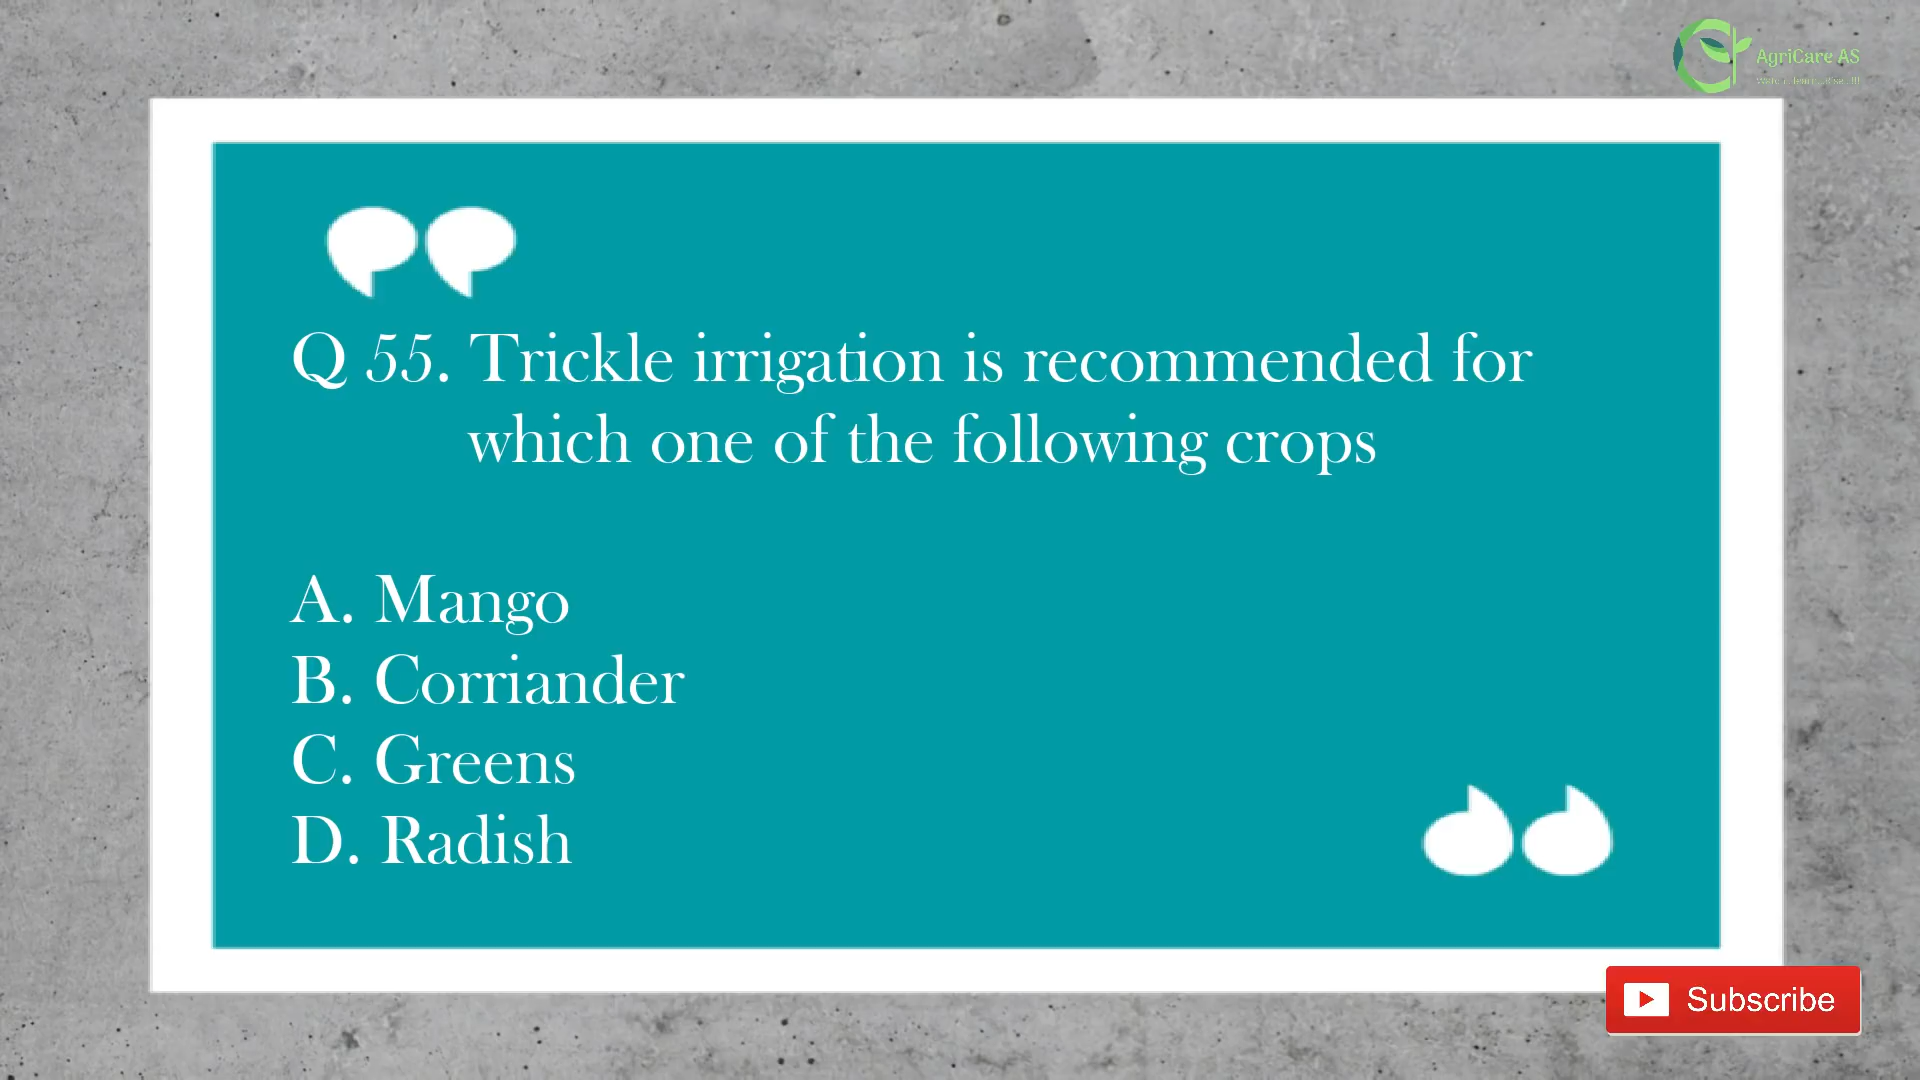 AgriCare AS
Q 55. Trickle irrigation is recommended for
which one of the following crops
A. Mango
B. Corriander
C. Greens
D. Radish
Subscribe